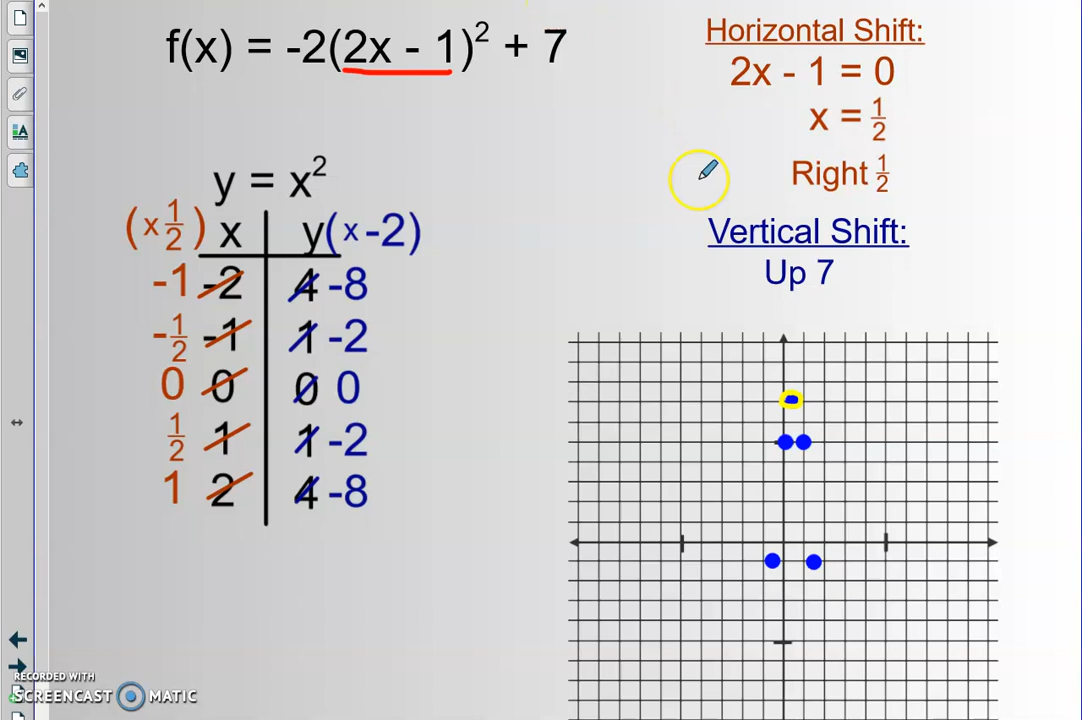 f(x) = -2(2x - 1)² + 7
Horizontal Shift:
2x - 1 = 0
x = 1/2
Right 1/2
Vertical Shift:
Up 7
y = x²
(x 1/2) x y (x -2)
-1 -2 4 -8
-1/2 -1 1 -2
0 0 0 0
1/2 1 1 -2
1 2 4 -8
RECORDED WITH
SCREENCAST MATIC